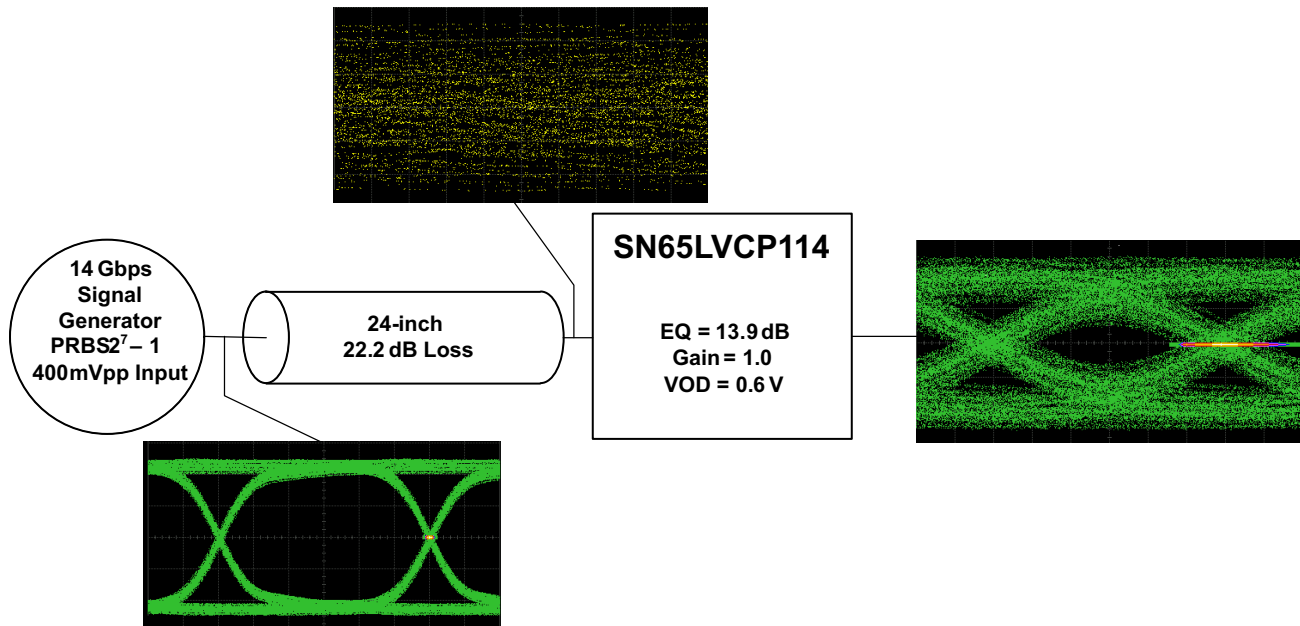 14 Gbps
Signal
Generator
PRBS2⁷ – 1
400mVpp Input
24-inch
22.2 dB Loss
SN65LVCP114
EQ = 13.9 dB
Gain = 1.0
VOD = 0.6 V